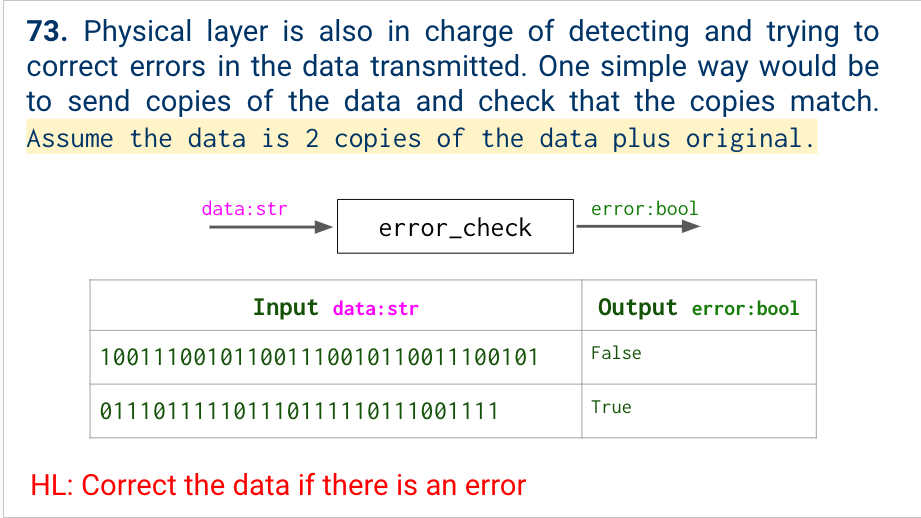 73. Physical layer is also in charge of detecting and trying to
correct errors in the data transmitted. One simple way would be
to send copies of the data and check that the copies match.
Assume the data is 2 copies of the data plus original.
data:str
error_check
error:bool
Input data:str
Output error:bool
100111001011001110010110011100101
False
011101111101110111110111001111
True
HL: Correct the data if there is an error